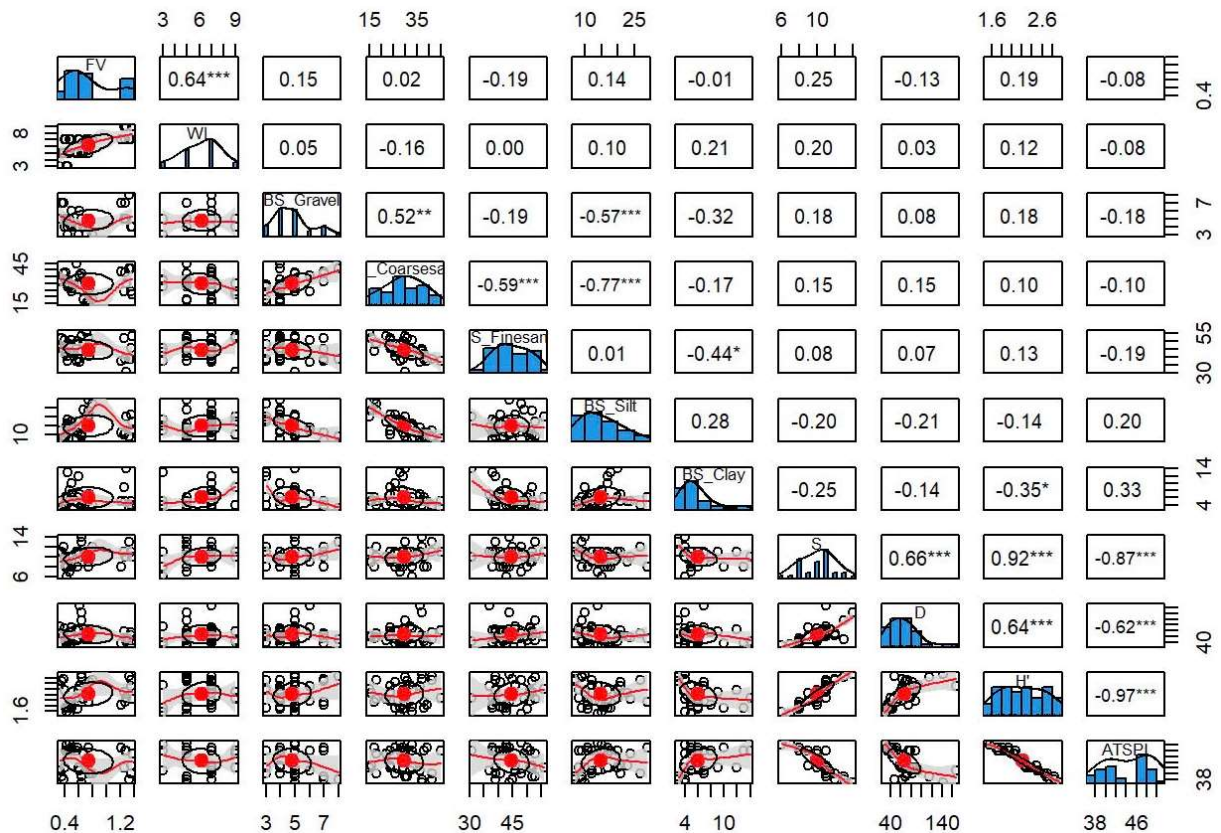 3 6 9 15 35 10 25 6 10 1.6 2.6
FV 0.64*** 0.15 0.02 -0.19 0.14 -0.01 0.25 -0.13 0.19 -0.08 0.4
3 8 WI 0.05 -0.16 0.00 0.10 0.21 0.20 0.03 0.12 -0.08
BS_Gravel 0.52** -0.19 -0.57*** -0.32 0.18 0.08 0.18 -0.18 3 7
15 45 _Coarsesa -0.59*** -0.77*** -0.17 0.15 0.15 0.10 -0.10
S_Finesan 0.01 -0.44* 0.08 0.07 0.13 -0.19 30 55
10 BS_Silt 0.28 -0.20 -0.21 -0.14 0.20
BS_Clay -0.25 -0.14 -0.35* 0.33 4 14
6 14 S 0.66*** 0.92*** -0.87***
D 0.64*** -0.62*** 40
1.6 H' -0.97***
ATSPI 38
0.4 1.2 3 5 7 30 45 4 10 40 140 38 46